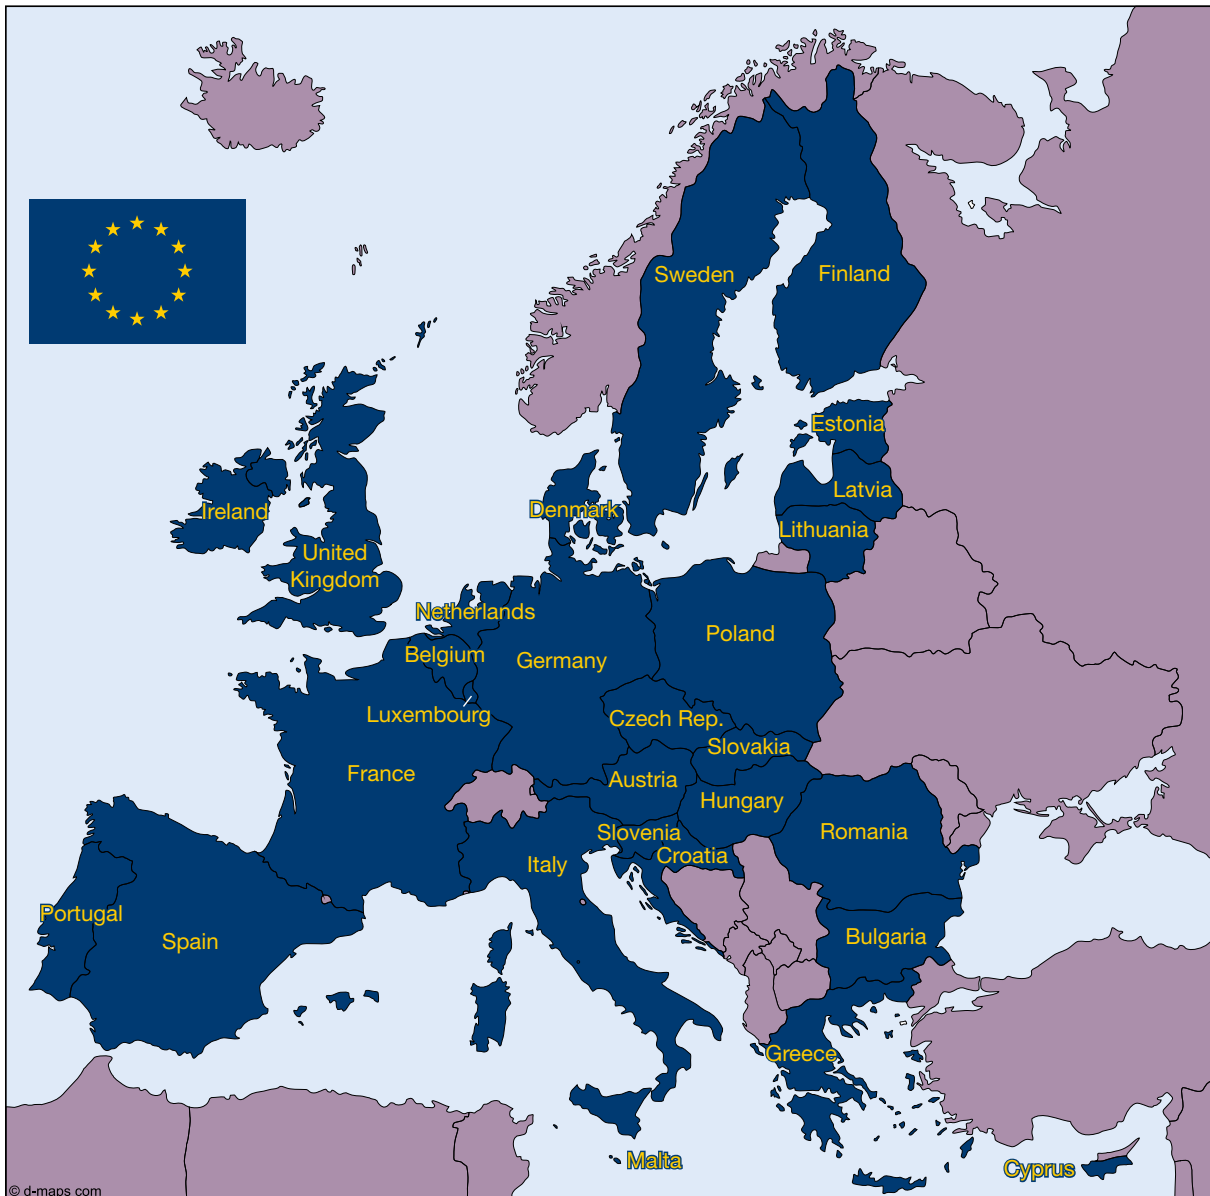 Sweden
Finland
Estonia
Latvia
Lithuania
Denmark
Ireland
United
Kingdom
Netherlands
Belgium
Luxembourg
Germany
Poland
Czech Rep.
Slovakia
France
Austria
Hungary
Slovenia
Croatia
Romania
Italy
Portugal
Spain
Bulgaria
Greece
Malta
Cyprus
© d-maps.com